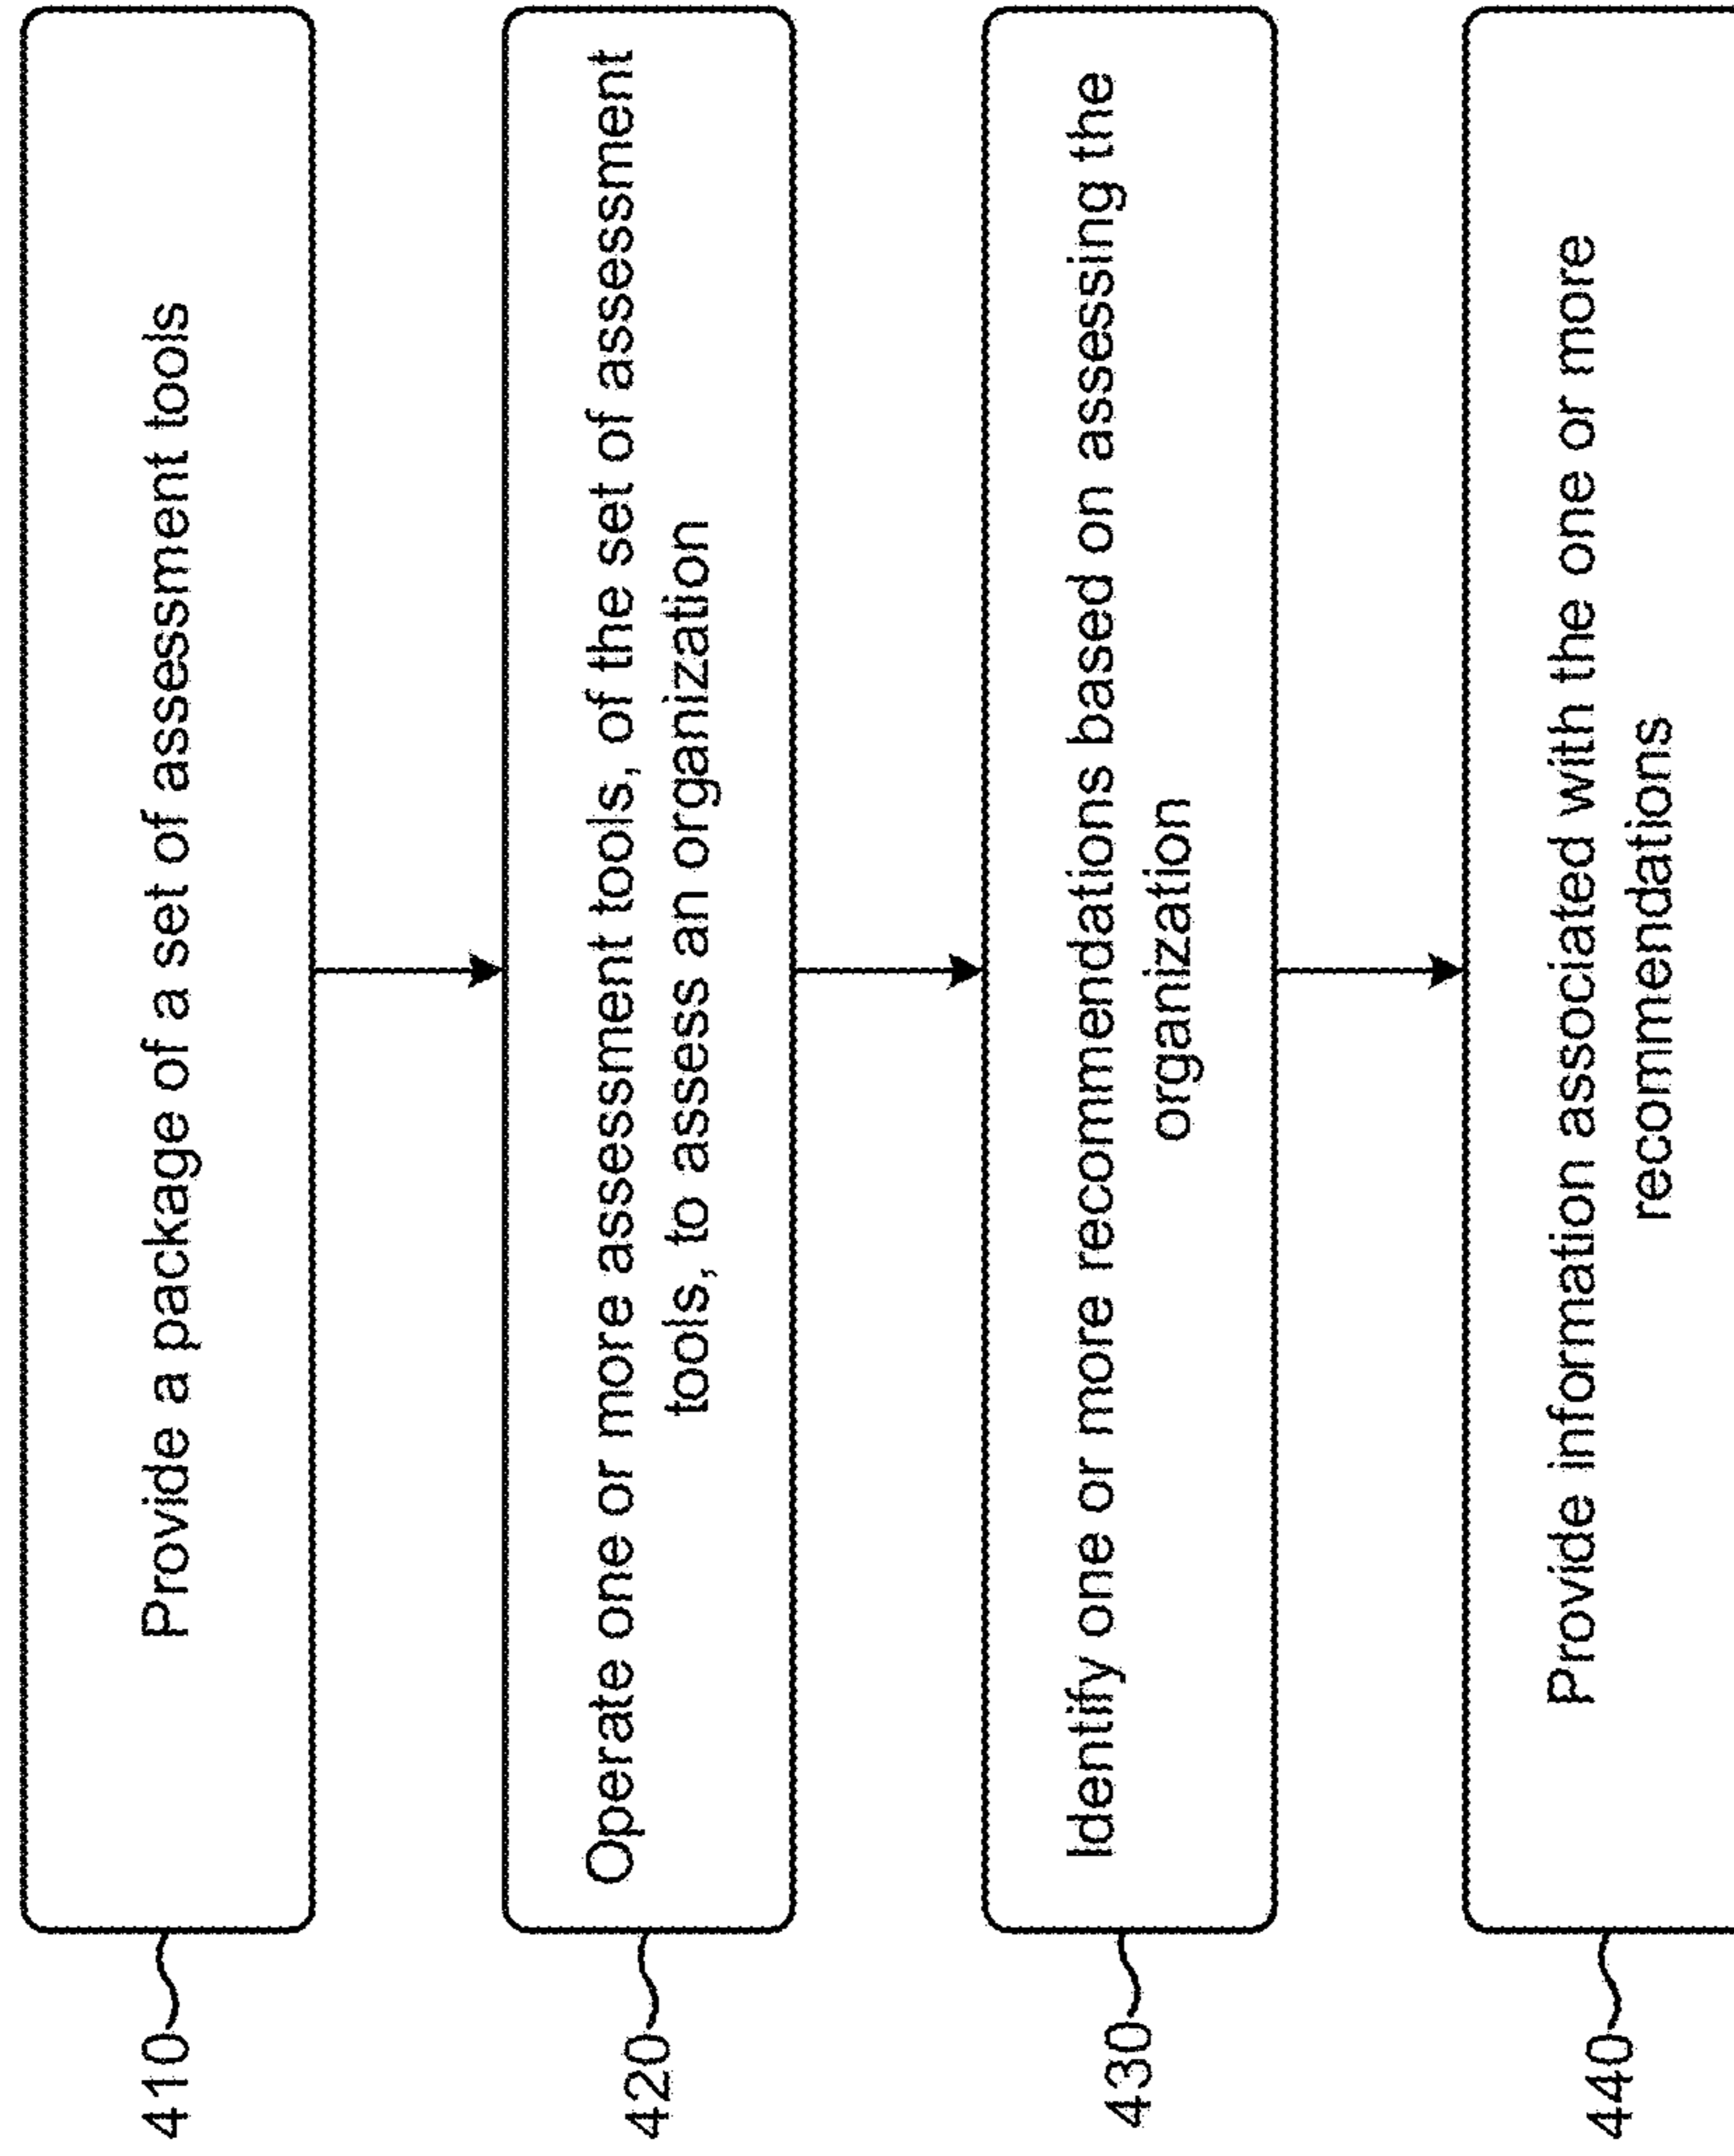 410
Provide a package of a set of assessment tools
420
Operate one or more assessment tools, of the set of assessment
tools, to assess an organization
430
Identify one or more recommendations based on assessing the
organization
440
Provide information associated with the one or more
recommendations